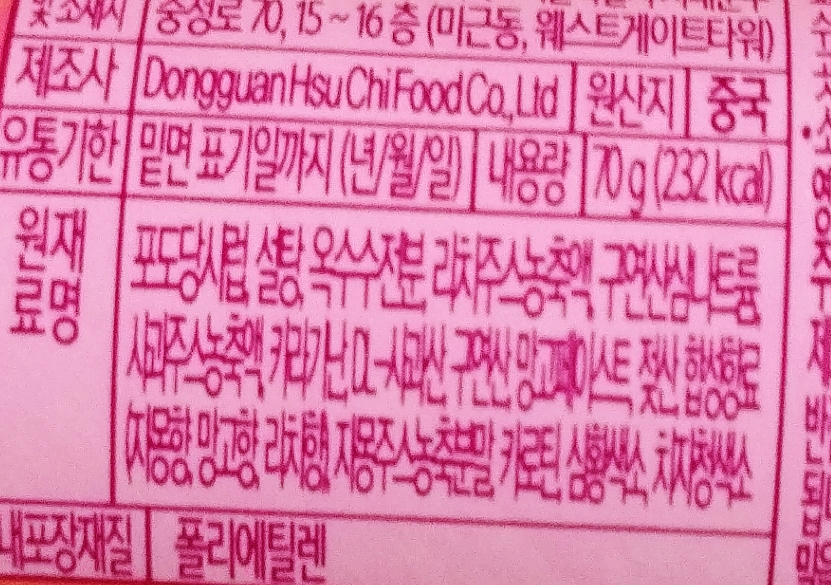 및 소재지 충정로 70, 15 ~ 16 층 (미근동, 웨스트게이트타워)
제조사 Dongguan Hsu Chi Food Co., Ltd 원산지 중국
유통기한 밑면 표기일까지 (년/월/일) 내용량 70 g (232 kcal)
원재료명 포도당시럽 설탕 옥수수전분 리치주스농축액 구연산삼나트륨
사과주스농축액 카라기난 DL-사과산 구연산 망고페이스트 젖산 합성향료
(자몽향, 망고향, 리치향) 자몽주스농축분말 카로틴 심황색소 치자청색소
내포장재질 폴리에틸렌